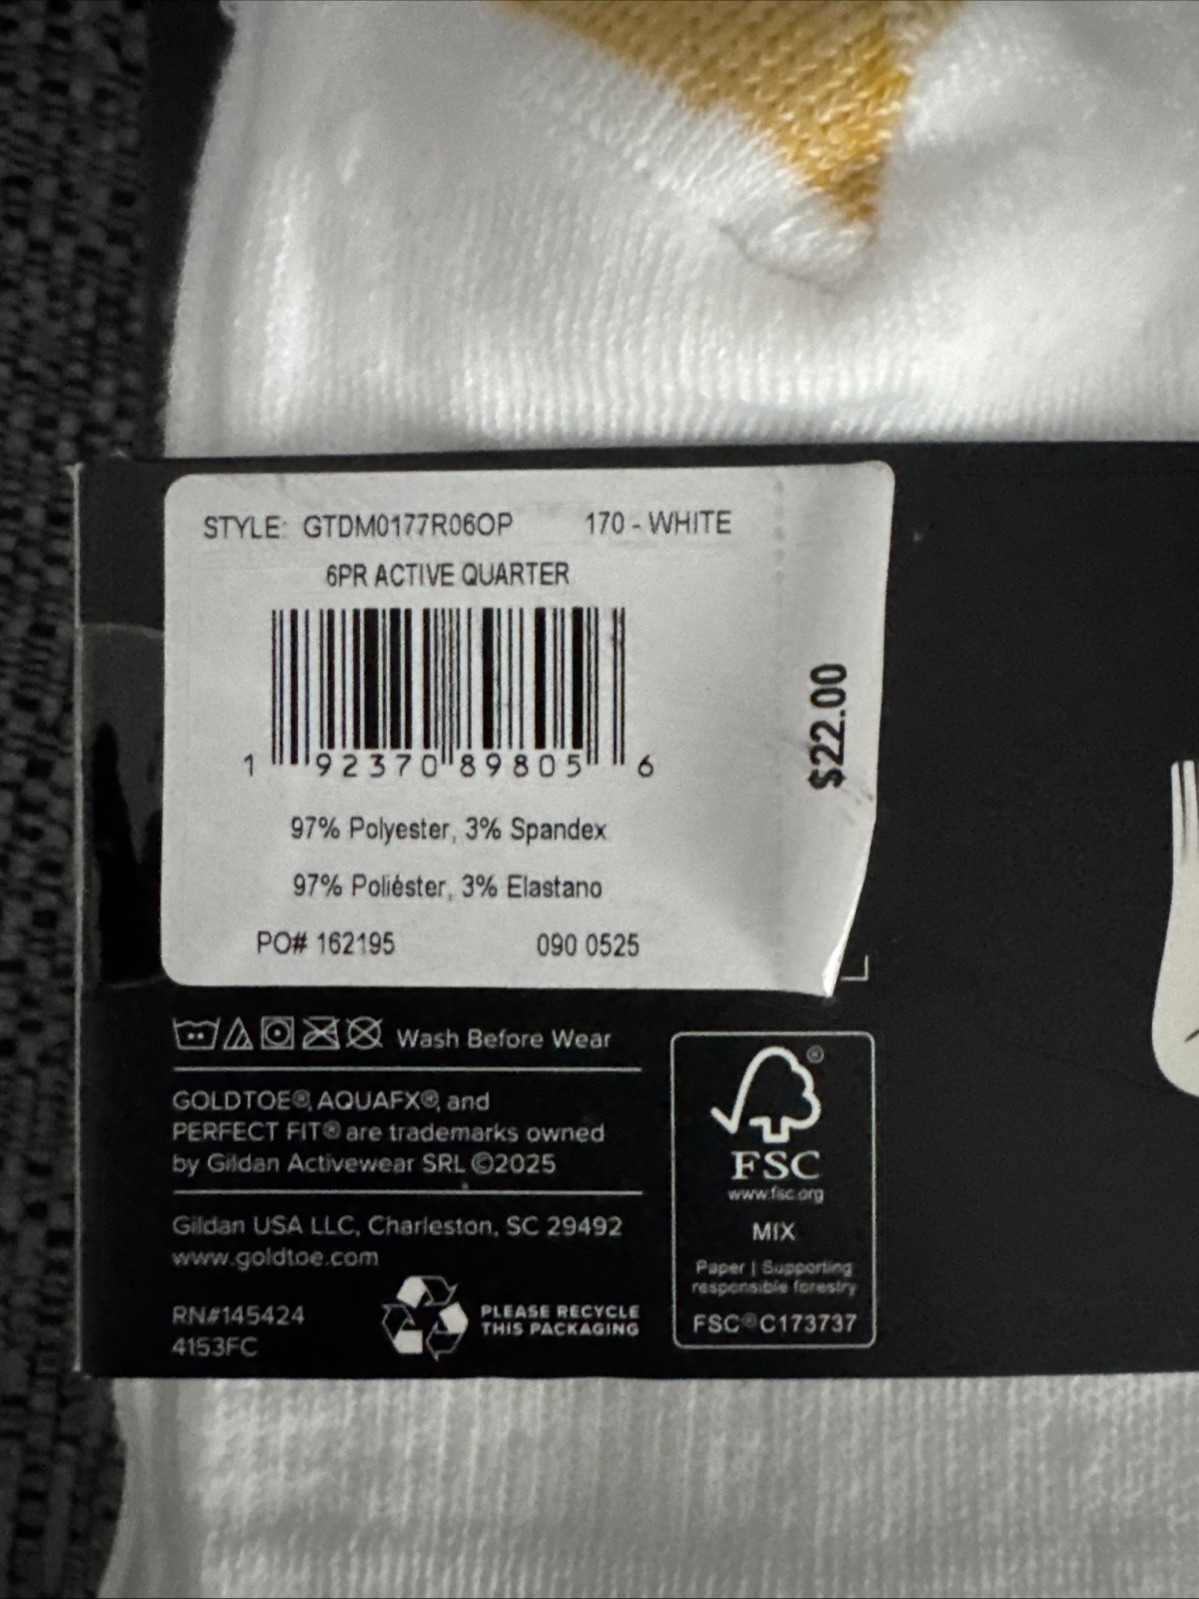 STYLE: GTDM0177R06OP 170 - WHITE
6PR ACTIVE QUARTER
1 92370 89805 6
$22.00
97% Polyester, 3% Spandex
97% Poliéster, 3% Elastano
PO# 162195 090 0525
Wash Before Wear
GOLDTOE®, AQUAFX®, and
PERFECT FIT® are trademarks owned
by Gildan Activewear SRL ©2025
Gildan USA LLC, Charleston, SC 29492
www.goldtoe.com
RN#145424
4153FC
PLEASE RECYCLE
THIS PACKAGING
®
FSC
www.fsc.org
MIX
Paper | Supporting
responsible forestry
FSC® C173737